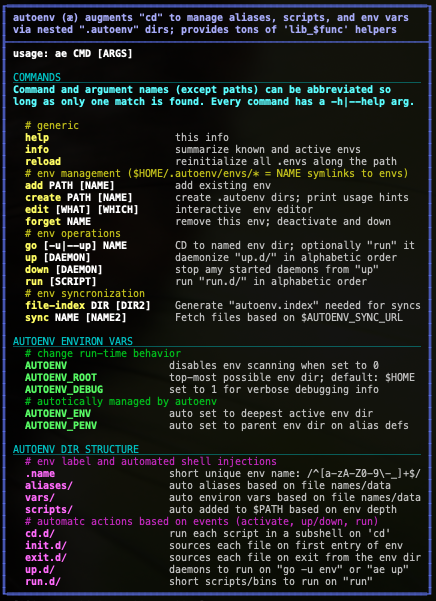 autoenv (æ) augments "cd" to manage aliases, scripts, and env vars
via nested ".autoenv" dirs; provides tons of 'lib_$func' helpers
usage: ae CMD [ARGS]
COMMANDS
Command and argument names (except paths) can be abbreviated so
long as only one match is found. Every command has a -h|--help arg.
# generic
help this info
info summarize known and active envs
reload reinitialize all .envs along the path
# env management ($HOME/.autoenv/envs/* = NAME symlinks to envs)
add PATH [NAME] add existing env
create PATH [NAME] create .autoenv dirs; print usage hints
edit [WHAT] [WHICH] interactive  env editor
forget NAME remove this env; deactivate and down
# env operations
go [-u|--up] NAME CD to named env dir; optionally "run" it
up [DAEMON] daemonize "up.d/" in alphabetic order
down [DAEMON] stop amy started daemons from "up"
run [SCRIPT] run "run.d/" in alphabetic order
# env syncronization
file-index DIR [DIR2] Generate "autoenv.index" needed for syncs
sync NAME [NAME2] Fetch files based on $AUTOENV_SYNC_URL
AUTOENV ENVIRON VARS
# change run-time behavior
AUTOENV disables env scanning when set to 0
AUTOENV_ROOT top-most possible env dir; default: $HOME
AUTOENV_DEBUG set to 1 for verbose debugging info
# autotically managed by autoenv
AUTOENV_ENV auto set to deepest active env dir
AUTOENV_PENV auto set to parent env dir on alias defs
AUTOENV DIR STRUCTURE
# env label and automated shell injections
.name short unique env name: /^[a-zA-Z0-9\-_]+$/
aliases/ auto aliases based on file names/data
vars/ auto environ vars based on file names/data
scripts/ auto added to $PATH based on env depth
# automatc actions based on events (activate, up/down, run)
cd.d/ run each script in a subshell on 'cd'
init.d/ sources each file on first entry of env
exit.d/ sources each file on exit from the env dir
up.d/ daemons to run on "go -u env" or "ae up"
run.d/ short scripts/bins to run on "run"